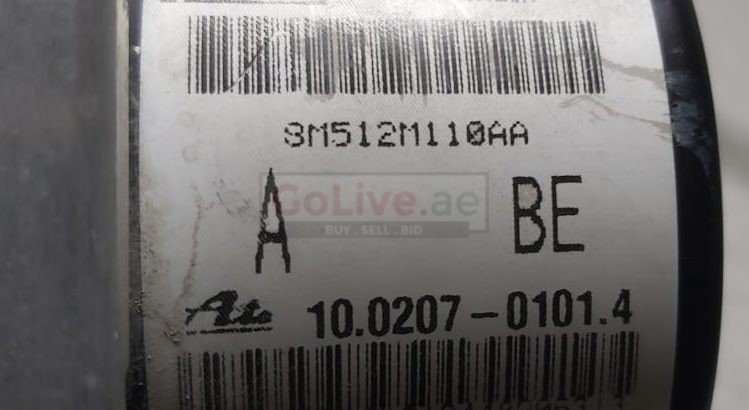 8M512M110AA
A BE
GoLive.ae
BUY . SELL . BID
Ate 10.0207-0101.4